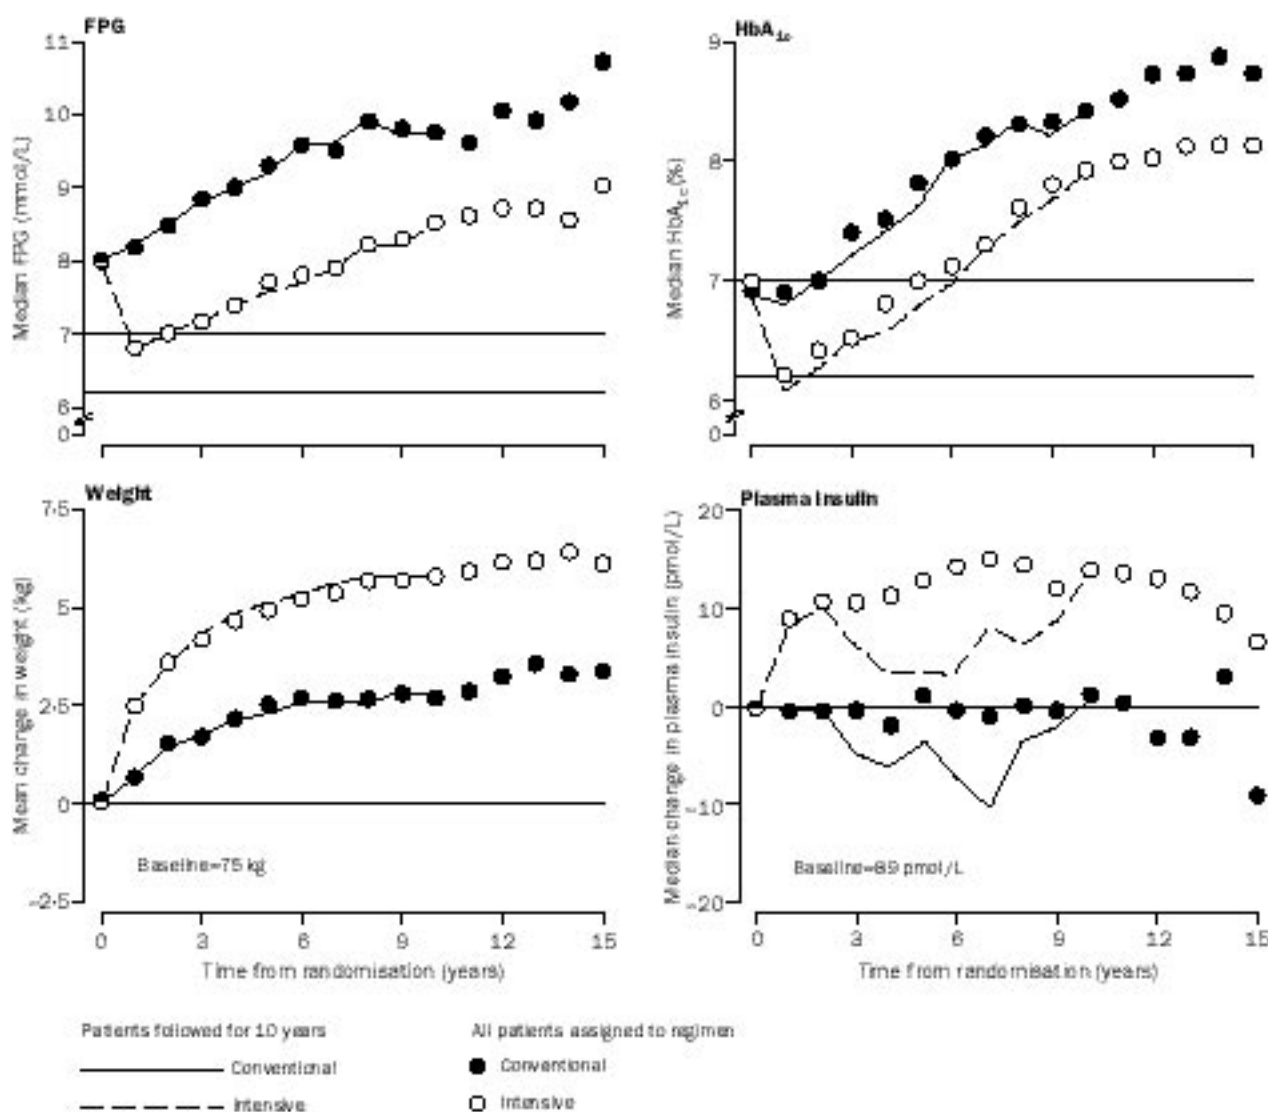 FPG
11
10
9
8
7
6
0
Median FPG (mmol/L)
HbA1c
9
8
7
6
0
Median HbA1c (%)
Weight
7·5
5
2·5
0
−2·5
Mean change in weight (kg)
Baseline=75 kg
0 3 6 9 12 15
Time from randomisation (years)
Plasma Insulin
20
10
0
−10
−20
Median change in plasma insulin (pmol/L)
Baseline=89 pmol/L
0 3 6 9 12 15
Time from randomisation (years)
Patients followed for 10 years
Conventional
Intensive
All patients assigned to regimen
Conventional
Intensive